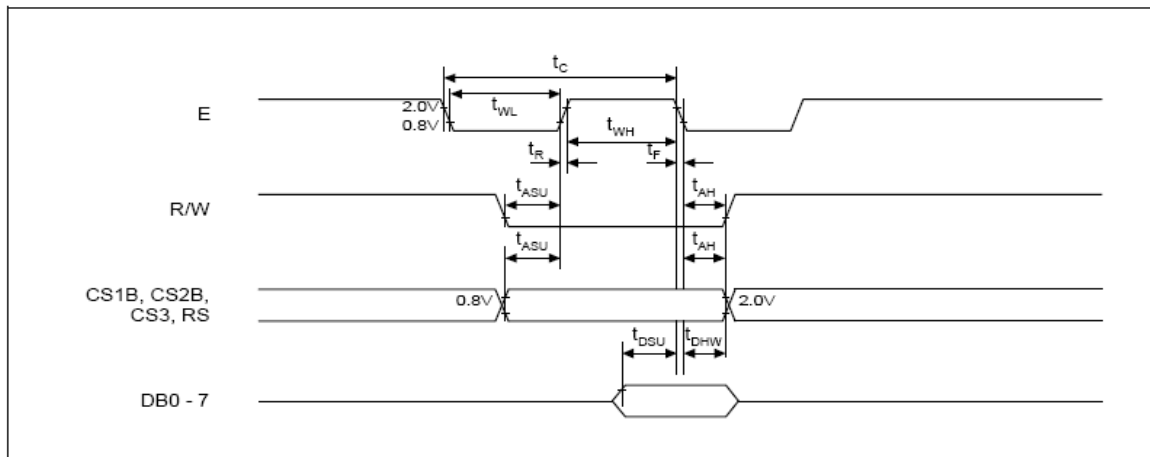 tC
E
2.0V
tWL
0.8V
tWH
tR
tF
tASU
tAH
R/W
tASU
tAH
CS1B, CS2B,
CS3, RS
0.8V
2.0V
tDSU
tDHW
DB0 - 7